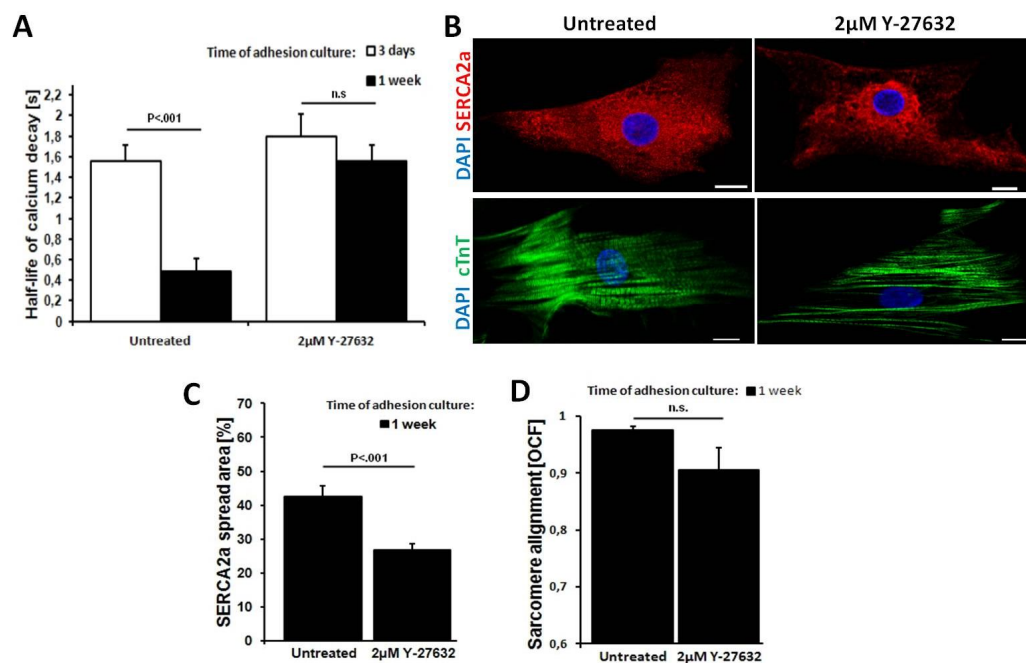 A
Time of adhesion culture: 3 days
1 week
Half-life of calcium decay [s]
2,2
2
1,8
1,6
1,4
1,2
1
0,8
0,6
0,4
0,2
0
P<.001
n.s
Untreated
2µM Y-27632
B
Untreated
2µM Y-27632
DAPI SERCA2a
DAPI cTnT
C
Time of adhesion culture:
1 week
SERCA2a spread area [%]
70
60
50
40
30
20
10
0
P<.001
Untreated
2µM Y-27632
D
Time of adhesion culture: 1 week
Sarcomere alignment [OCF]
1
0,9
0,8
0,7
0,6
n.s.
Untreated
2µM Y-27632